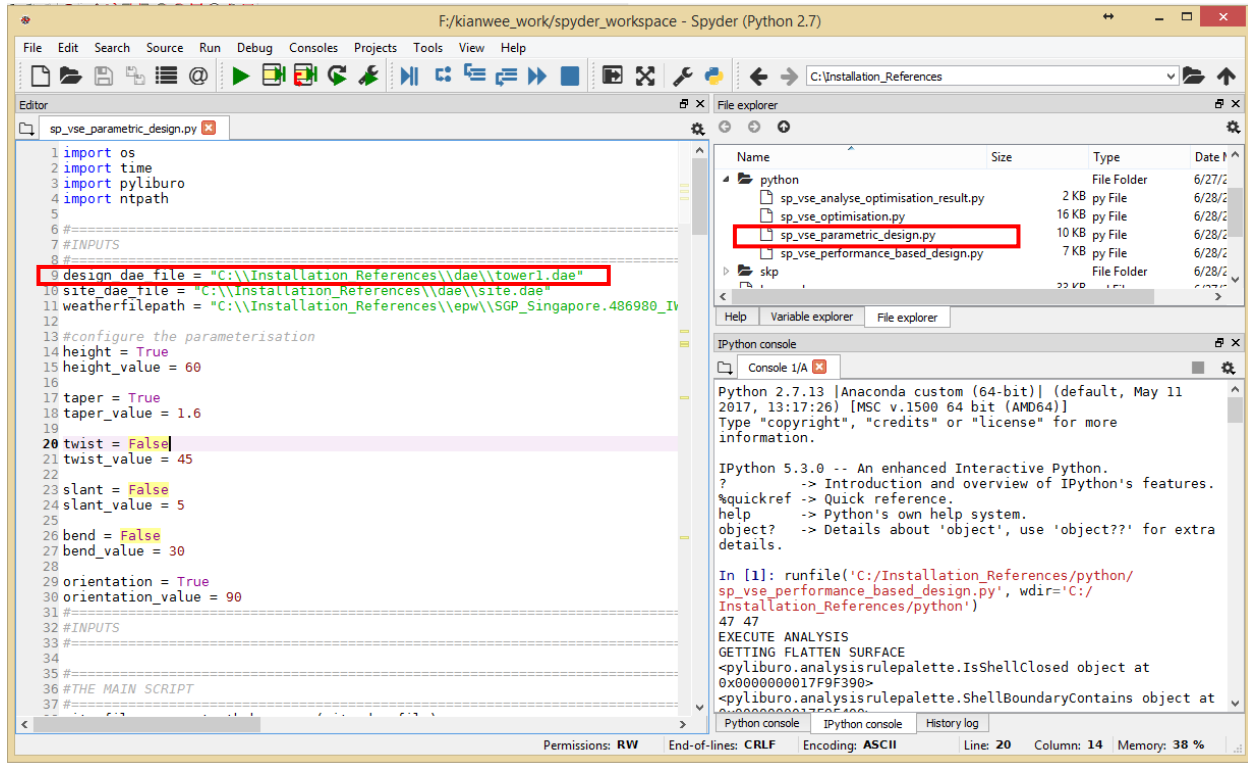 F:/kianwee_work/spyder_workspace - Spyder (Python 2.7)
File Edit Search Source Run Debug Consoles Projects Tools View Help
C:\Installation_References
Editor
sp_vse_parametric_design.py
1 import os
2 import time
3 import pyliburo
4 import ntpath
5
6 #==============================================================================
7 #INPUTS
8 #==============================================================================
9 design_dae_file = "C:\\Installation_References\\dae\\tower1.dae"
10 site_dae_file = "C:\\Installation_References\\dae\\site.dae"
11 weatherfilepath = "C:\\Installation_References\\epw\\SGP_Singapore.486980_IW
12
13 #configure the parameterisation
14 height = True
15 height_value = 60
16
17 taper = True
18 taper_value = 1.6
19
20 twist = False
21 twist_value = 45
22
23 slant = False
24 slant_value = 5
25
26 bend = False
27 bend_value = 30
28
29 orientation = True
30 orientation_value = 90
31 #==============================================================================
32 #INPUTS
33 #==============================================================================
34
35 #==============================================================================
36 #THE MAIN SCRIPT
37 #==============================================================================
File explorer
Name Size Type Date M
python File Folder 6/27/2
sp_vse_analyse_optimisation_result.py 2 KB py File 6/28/2
sp_vse_optimisation.py 16 KB py File 6/28/2
sp_vse_parametric_design.py 10 KB py File 6/28/2
sp_vse_performance_based_design.py 7 KB py File 6/28/2
skp File Folder 6/28/2
Help Variable explorer File explorer
IPython console
Console 1/A
Python 2.7.13 |Anaconda custom (64-bit)| (default, May 11
2017, 13:17:26) [MSC v.1500 64 bit (AMD64)]
Type "copyright", "credits" or "license" for more
information.
IPython 5.3.0 -- An enhanced Interactive Python.
? -> Introduction and overview of IPython's features.
%quickref -> Quick reference.
help -> Python's own help system.
object? -> Details about 'object', use 'object??' for extra
details.
In [1]: runfile('C:/Installation_References/python/
sp_vse_performance_based_design.py', wdir='C:/
Installation_References/python')
47 47
EXECUTE ANALYSIS
GETTING FLATTEN SURFACE
<pyliburo.analysisrulepalette.IsShellClosed object at
0x0000000017F9F390>
<pyliburo.analysisrulepalette.ShellBoundaryContains object at
Python console IPython console History log
Permissions: RW End-of-lines: CRLF Encoding: ASCII Line: 20 Column: 14 Memory: 38 %